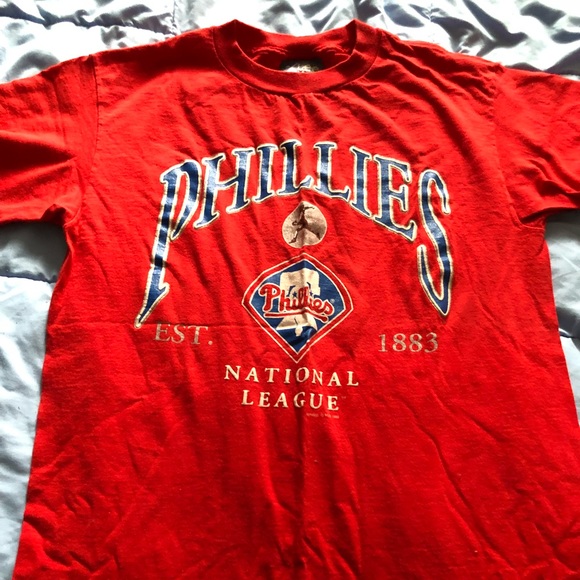 PHILLIES
Phillies
EST. 1883
NATIONAL
LEAGUE